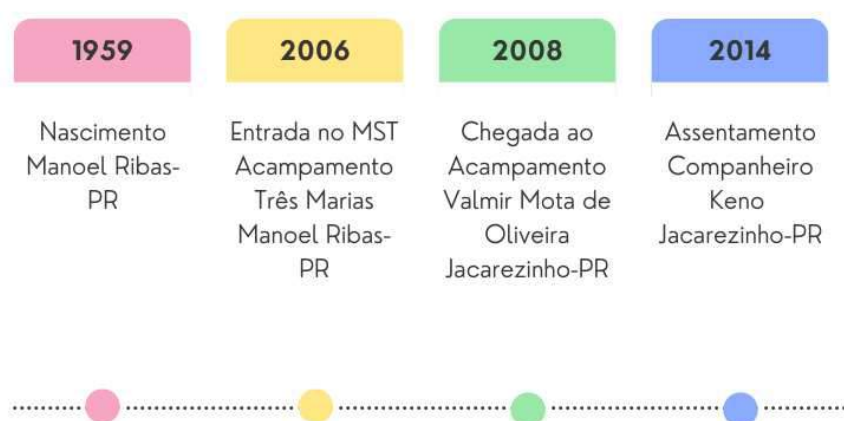 1959
Nascimento
Manoel Ribas-
PR
2006
Entrada no MST
Acampamento
Três Marias
Manoel Ribas-
PR
2008
Chegada ao
Acampamento
Valmir Mota de
Oliveira
Jacarezinho-PR
2014
Assentamento
Companheiro
Keno
Jacarezinho-PR